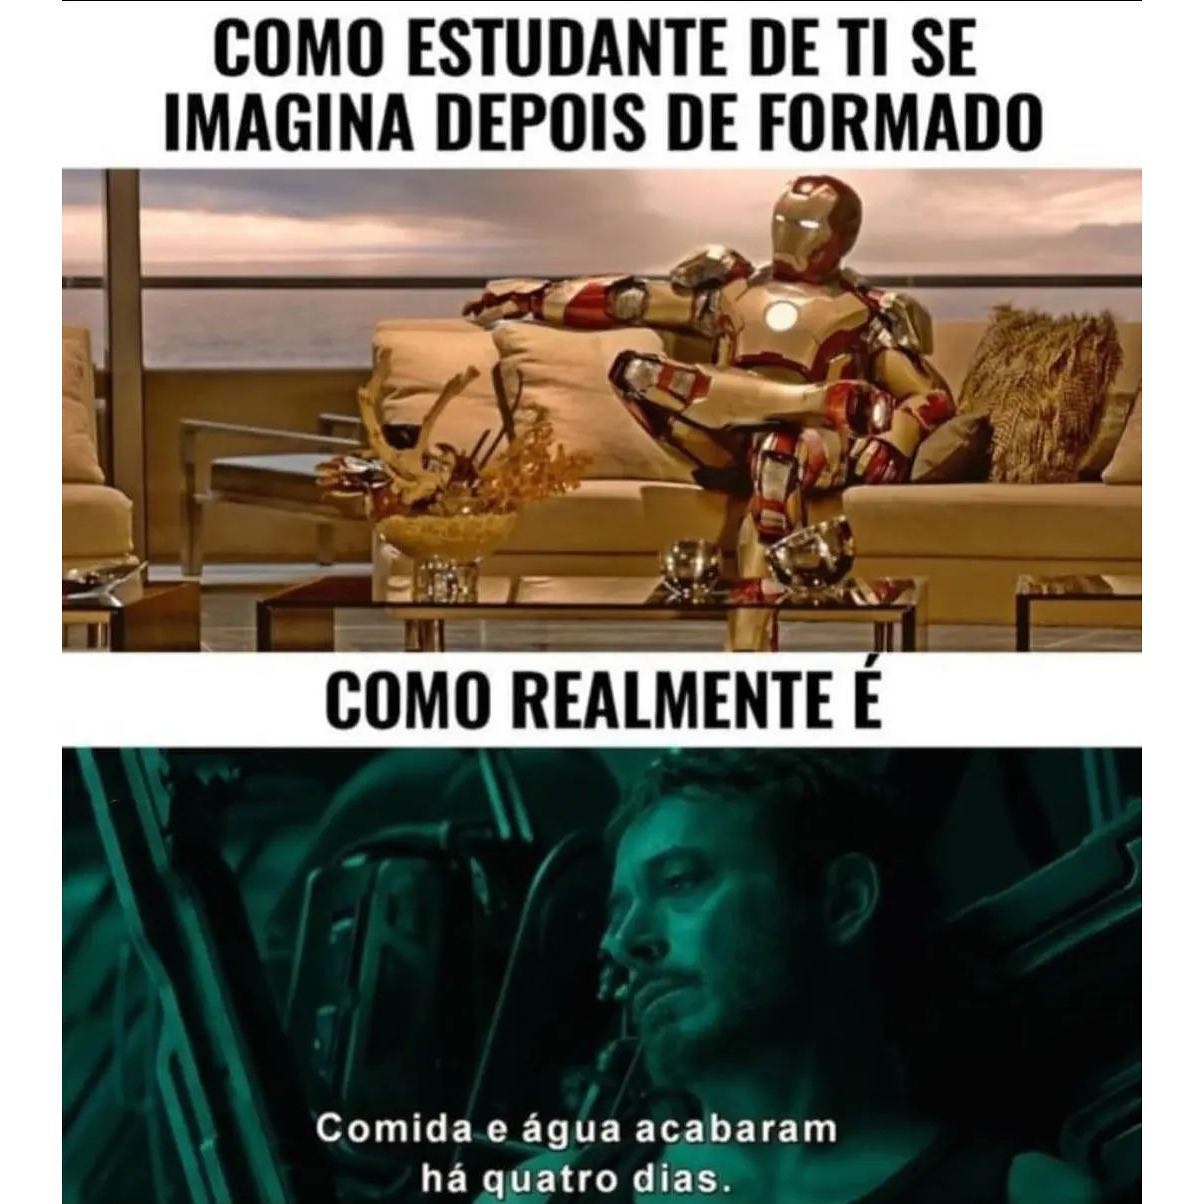 COMO ESTUDANTE DE TI SE
IMAGINA DEPOIS DE FORMADO
COMO REALMENTE É
Comida e água acabaram
há quatro dias.